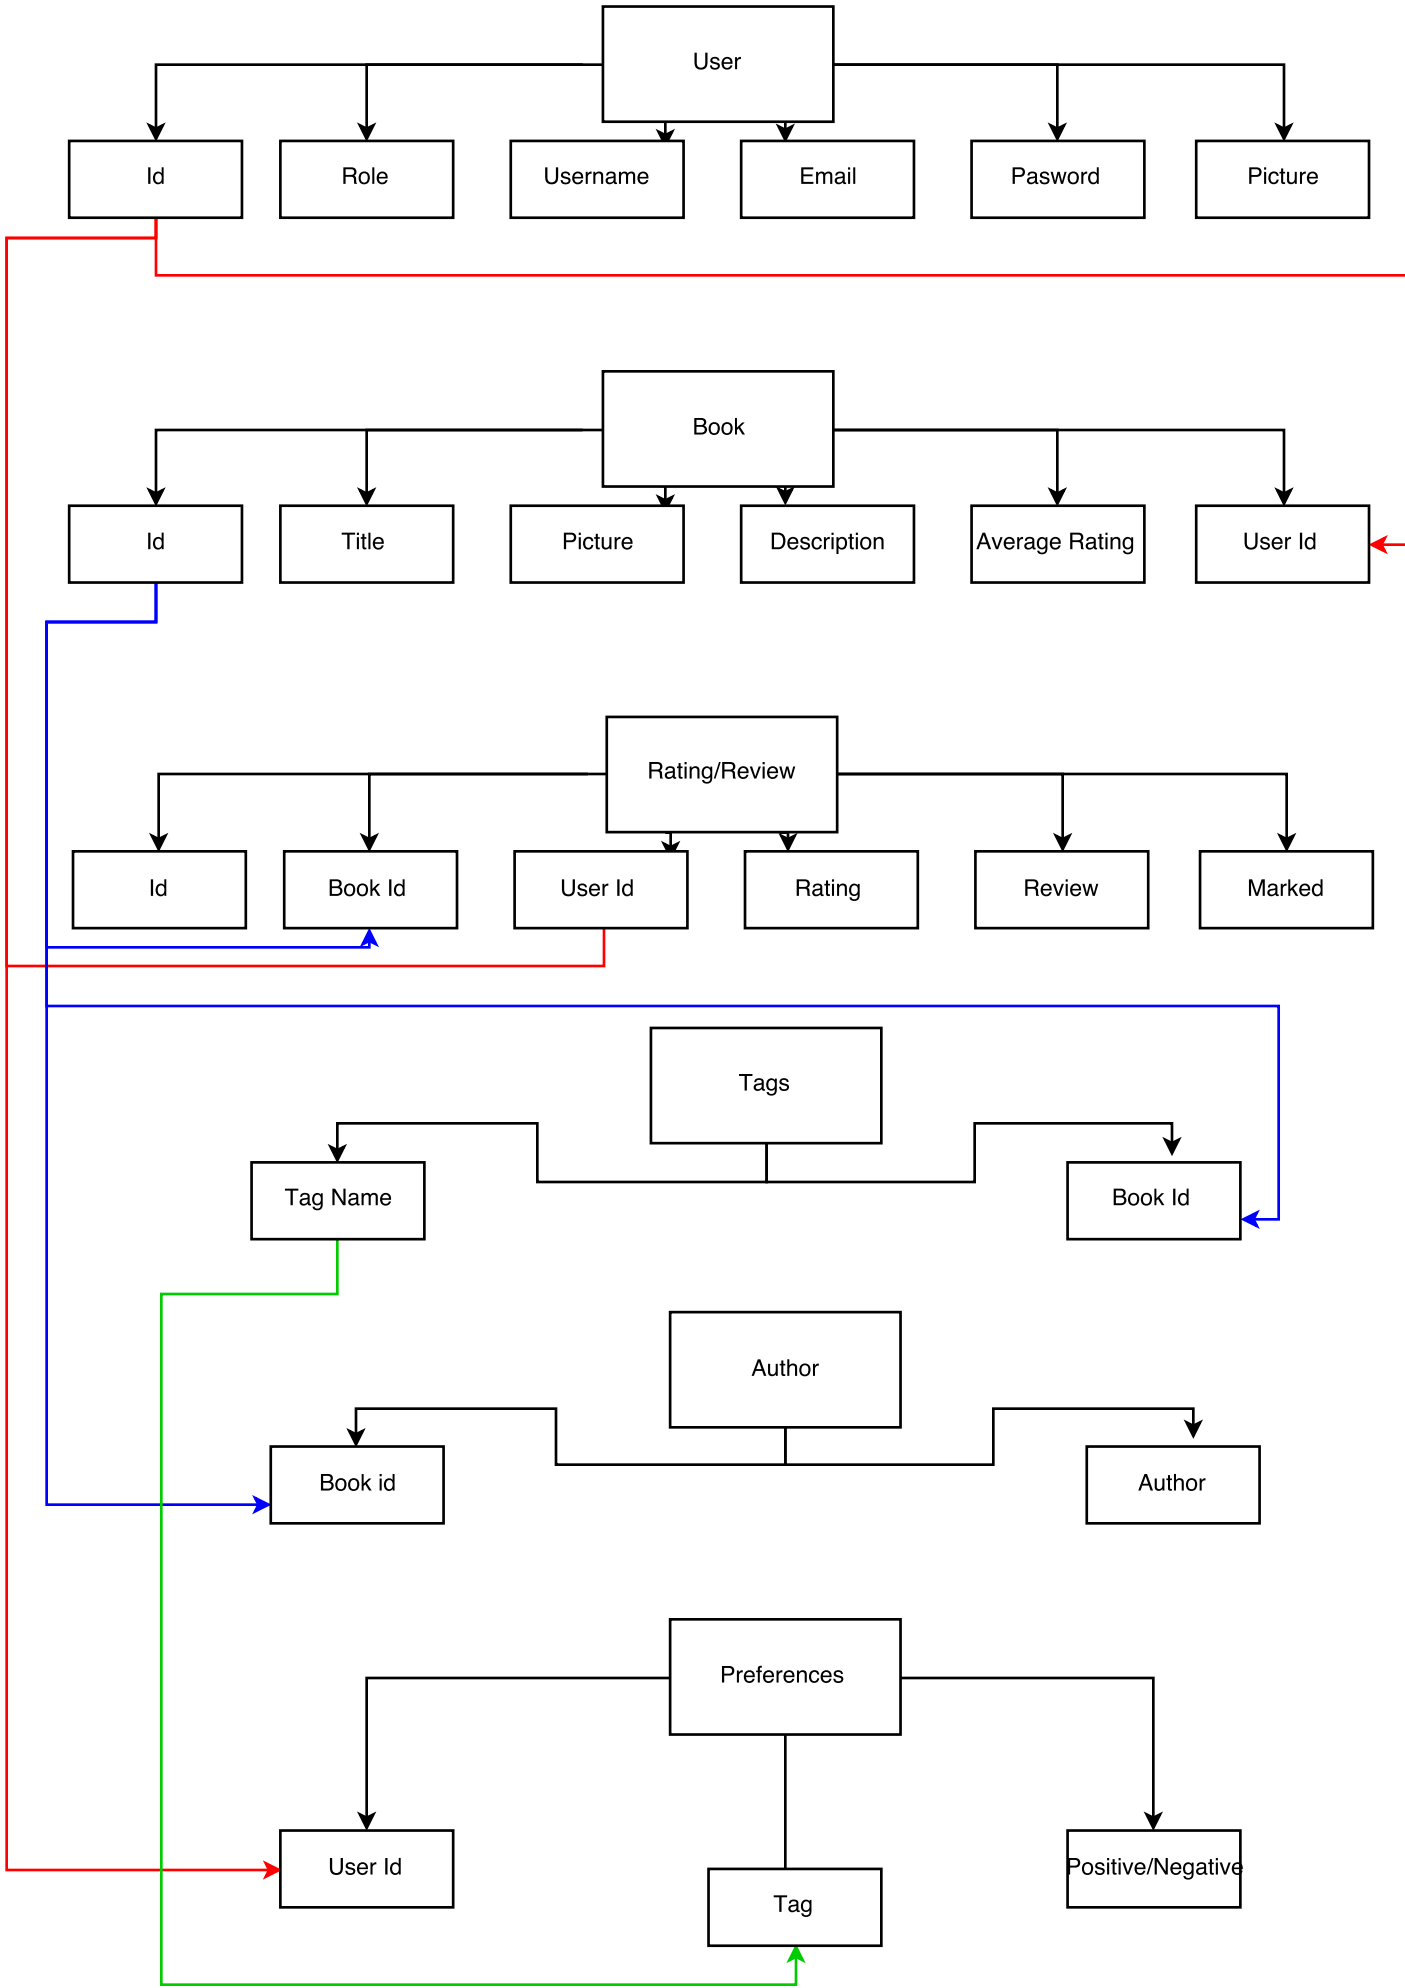 User
Id
Role
Username
Email
Pasword
Picture
Book
Id
Title
Picture
Description
Average Rating
User Id
Rating/Review
Id
Book Id
User Id
Rating
Review
Marked
Tags
Tag Name
Book Id
Author
Book id
Author
Preferences
User Id
Tag
Positive/Negative